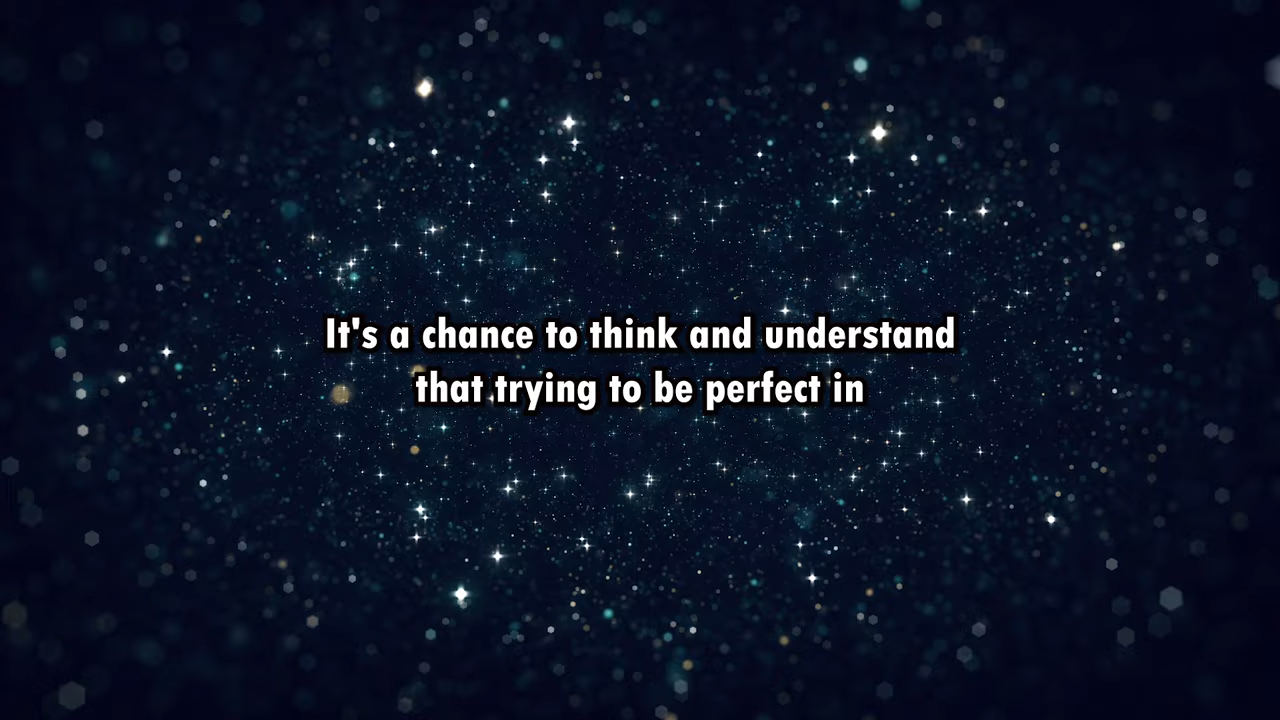 It's a chance to think and understand
that trying to be perfect in